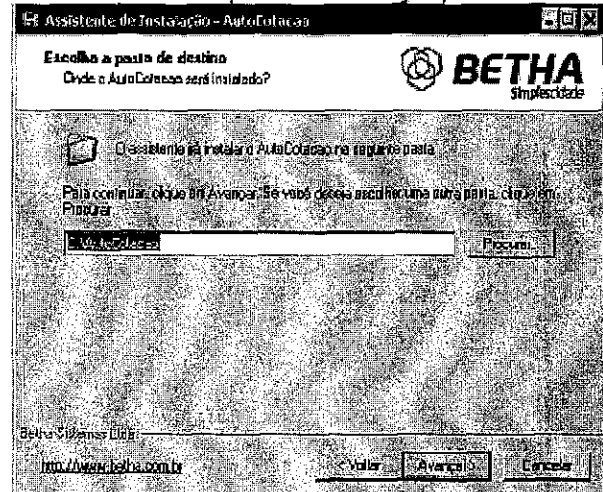 Assistente de Instalação - AutoCotacao
Escolha a pasta de destino
Onde o AutoCotacao será instalado?
BETHA
Simplescidade
O assistente irá instalar o AutoCotacao na seguinte pasta
Para continuar, clique em Avançar. Se você deseja escolher uma outra pasta, clique em
Procurar
C:\AutoCotacao
Procurar
Betha Sistemas Ltda
http://www.betha.com.br
< Voltar
Avançar >
Cancelar